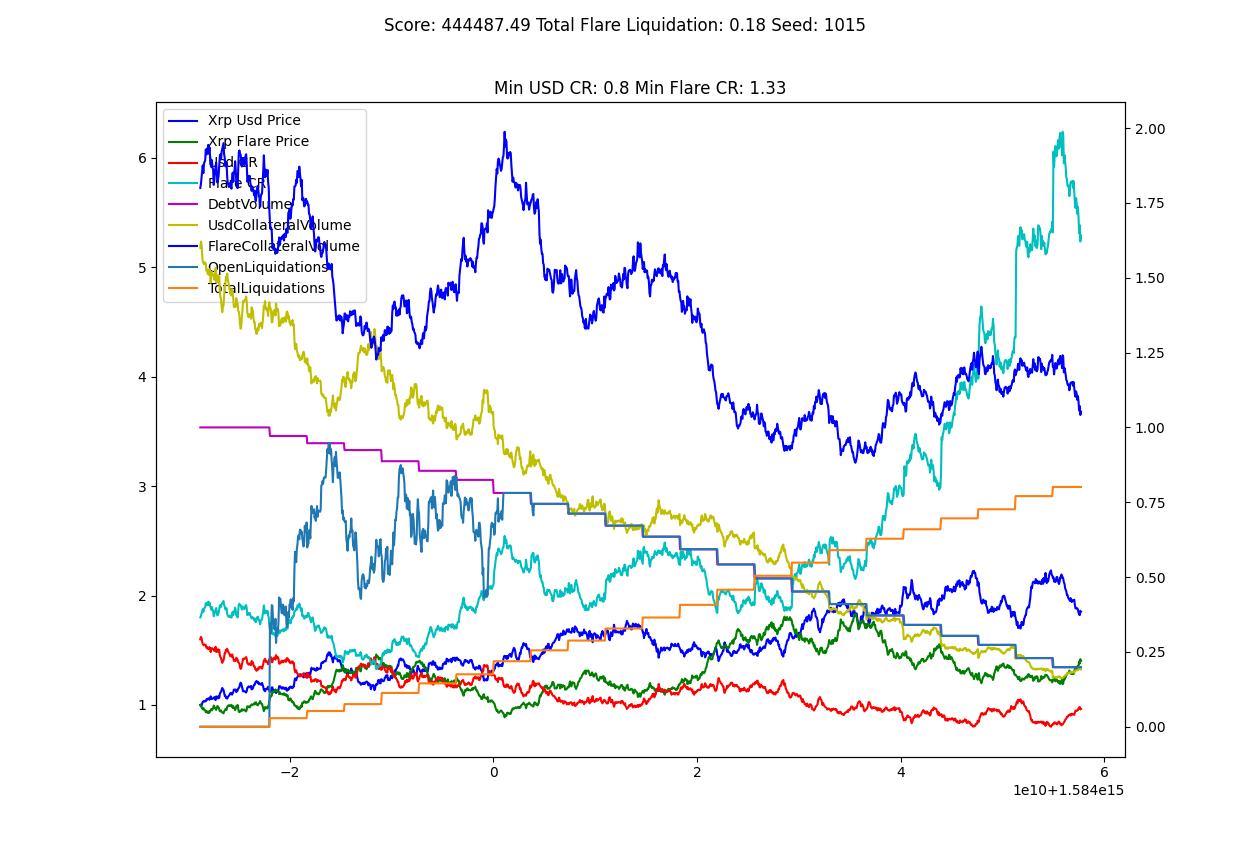 Score: 444487.49 Total Flare Liquidation: 0.18 Seed: 1015
Min USD CR: 0.8 Min Flare CR: 1.33
Xrp Usd Price
Xrp Flare Price
Usd CR
Flare CR
DebtVolume
UsdCollateralVolume
FlareCollateralVolume
OpenLiquidations
TotalLiquidations
6
5
4
3
2
1
2.00
1.75
1.50
1.25
1.00
0.75
0.50
0.25
0.00
−2
0
2
4
6
1e10+1.584e15